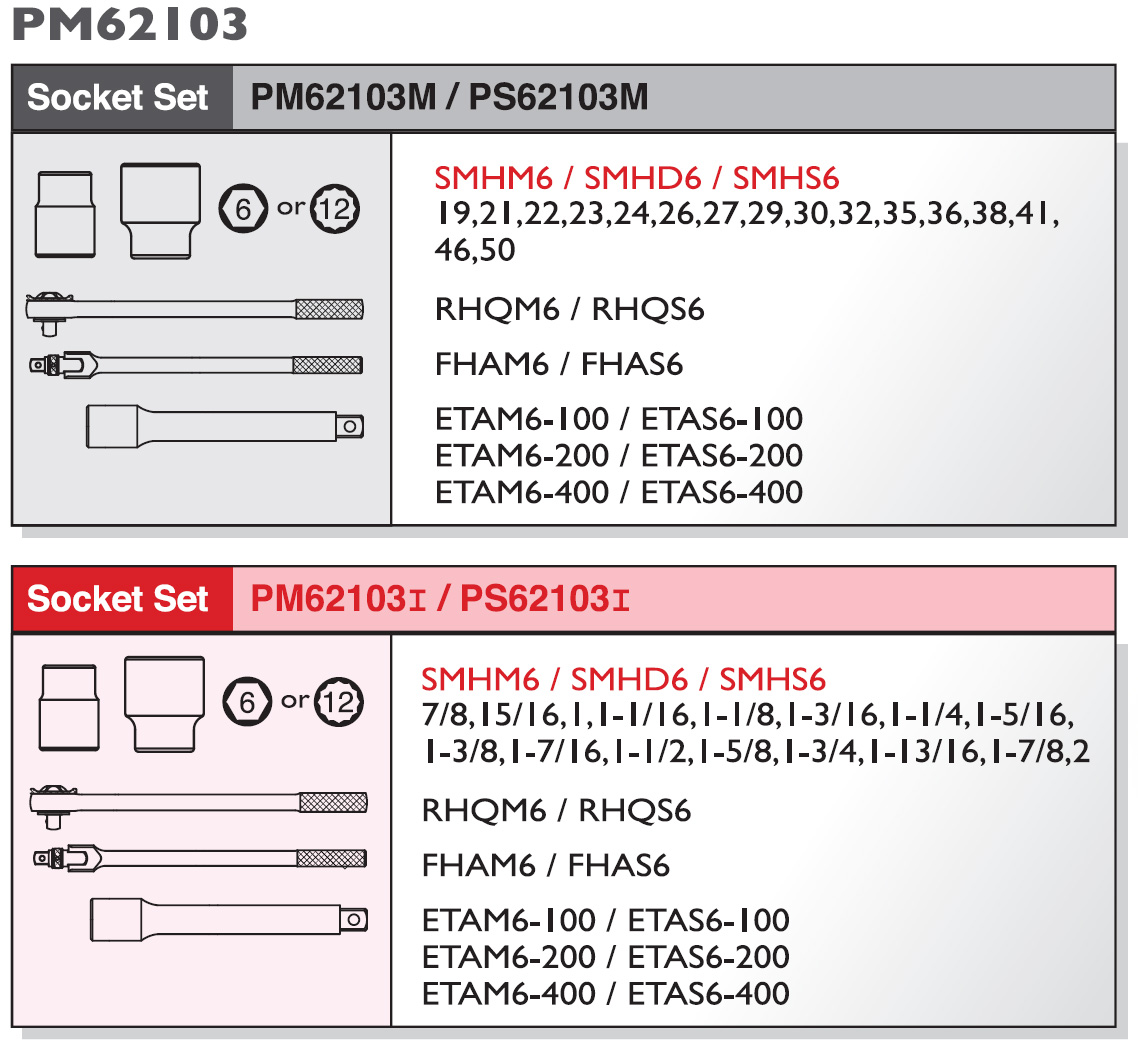 PM62103
Socket Set PM62103M / PS62103M
6 or 12
SMHM6 / SMHD6 / SMHS6
19,21,22,23,24,26,27,29,30,32,35,36,38,41,
46,50
RHQM6 / RHQS6
FHAM6 / FHAS6
ETAM6-100 / ETAS6-100
ETAM6-200 / ETAS6-200
ETAM6-400 / ETAS6-400
Socket Set PM62103I / PS62103I
6 or 12
SMHM6 / SMHD6 / SMHS6
7/8,15/16,1,1-1/16,1-1/8,1-3/16,1-1/4,1-5/16,
1-3/8,1-7/16,1-1/2,1-5/8,1-3/4,1-13/16,1-7/8,2
RHQM6 / RHQS6
FHAM6 / FHAS6
ETAM6-100 / ETAS6-100
ETAM6-200 / ETAS6-200
ETAM6-400 / ETAS6-400